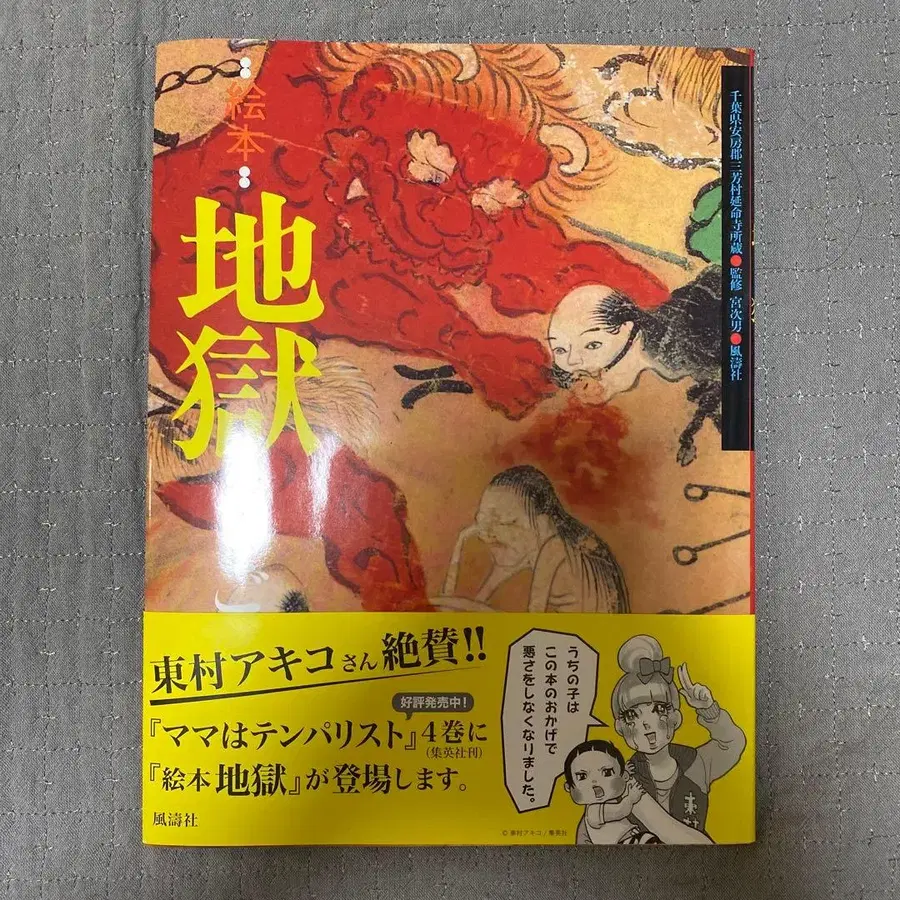 絵本
地獄
千葉県安房郡三芳村延命寺所蔵●監修 宮次男●風濤社
東村アキコさん絶賛!!
好評発売中!
『ママはテンパリスト』4巻に
(集英社刊)
『絵本 地獄』が登場します。
風濤社
うちの子は
この本のおかげで
悪さをしなくなりました。
東村
© 東村アキコ/集英社